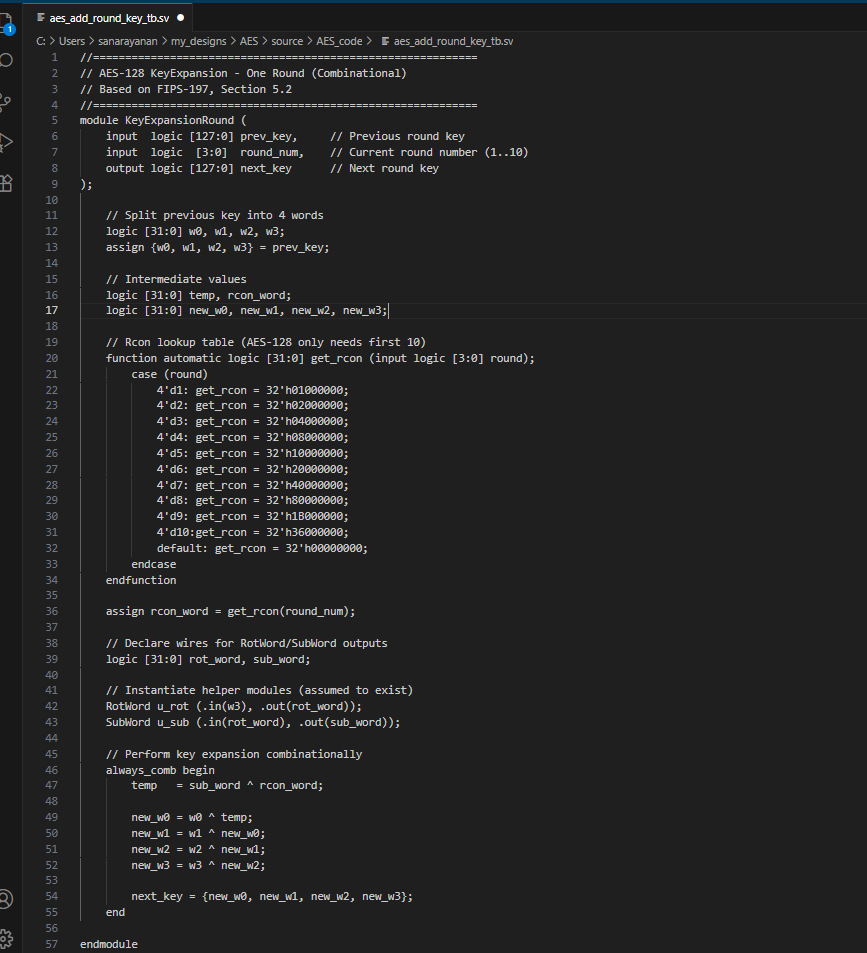 aes_add_round_key_tb.sv ●
C: > Users > sanarayanan > my_designs > AES > source > AES_code > aes_add_round_key_tb.sv
1
1 //============================================================
2 // AES-128 KeyExpansion - One Round (Combinational)
3 // Based on FIPS-197, Section 5.2
4 //============================================================
5 module KeyExpansionRound (
6     input  logic [127:0] prev_key,     // Previous round key
7     input  logic  [3:0]  round_num,    // Current round number (1..10)
8     output logic [127:0] next_key      // Next round key
9 );
10
11     // Split previous key into 4 words
12     logic [31:0] w0, w1, w2, w3;
13     assign {w0, w1, w2, w3} = prev_key;
14
15     // Intermediate values
16     logic [31:0] temp, rcon_word;
17     logic [31:0] new_w0, new_w1, new_w2, new_w3;
18
19     // Rcon lookup table (AES-128 only needs first 10)
20     function automatic logic [31:0] get_rcon (input logic [3:0] round);
21         case (round)
22             4'd1: get_rcon = 32'h01000000;
23             4'd2: get_rcon = 32'h02000000;
24             4'd3: get_rcon = 32'h04000000;
25             4'd4: get_rcon = 32'h08000000;
26             4'd5: get_rcon = 32'h10000000;
27             4'd6: get_rcon = 32'h20000000;
28             4'd7: get_rcon = 32'h40000000;
29             4'd8: get_rcon = 32'h80000000;
30             4'd9: get_rcon = 32'h1B000000;
31             4'd10:get_rcon = 32'h36000000;
32             default: get_rcon = 32'h00000000;
33         endcase
34     endfunction
35
36     assign rcon_word = get_rcon(round_num);
37
38     // Declare wires for RotWord/SubWord outputs
39     logic [31:0] rot_word, sub_word;
40
41     // Instantiate helper modules (assumed to exist)
42     RotWord u_rot (.in(w3), .out(rot_word));
43     SubWord u_sub (.in(rot_word), .out(sub_word));
44
45     // Perform key expansion combinationally
46     always_comb begin
47         temp   = sub_word ^ rcon_word;
48
49         new_w0 = w0 ^ temp;
50         new_w1 = w1 ^ new_w0;
51         new_w2 = w2 ^ new_w1;
52         new_w3 = w3 ^ new_w2;
53
54         next_key = {new_w0, new_w1, new_w2, new_w3};
55     end
56
57 endmodule